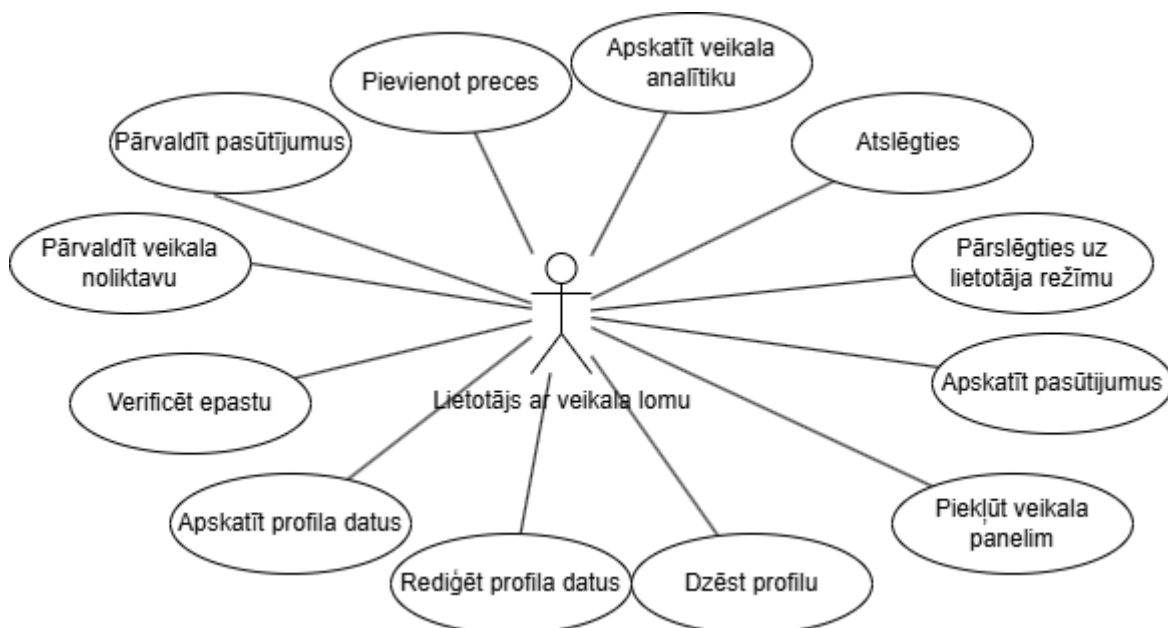 Apskatīt veikala
analītiku
Pievienot preces
Pārvaldīt pasūtījumus
Atslēgties
Pārvaldīt veikala
noliktavu
Pārslēgties uz
lietotāja režīmu
Apskatīt pasūtijumus
Verificēt epastu
Lietotājs ar veikala lomu
Apskatīt profila datus
Piekļūt veikala
panelim
Rediģēt profila datus
Dzēst profilu